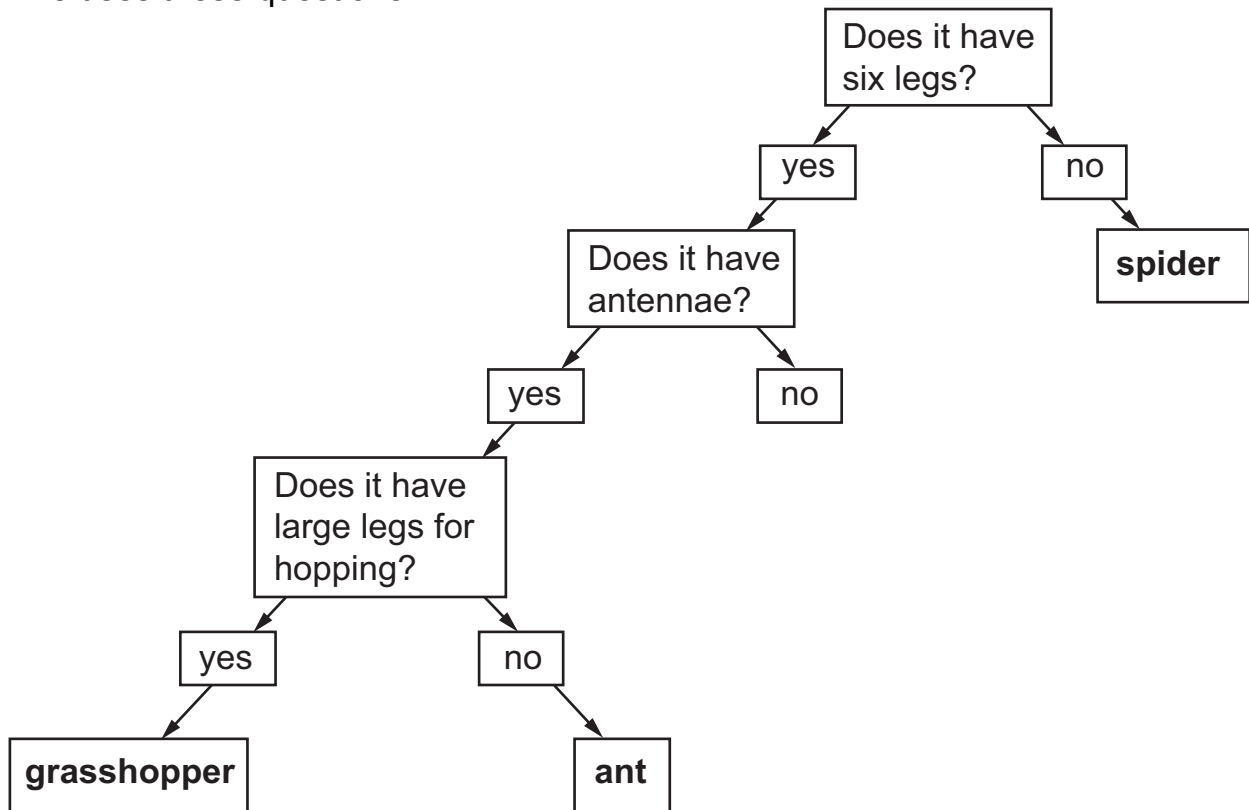 Does it have
six legs?
yes
no
spider
Does it have
antennae?
yes
no
Does it have
large legs for
hopping?
yes
no
grasshopper
ant